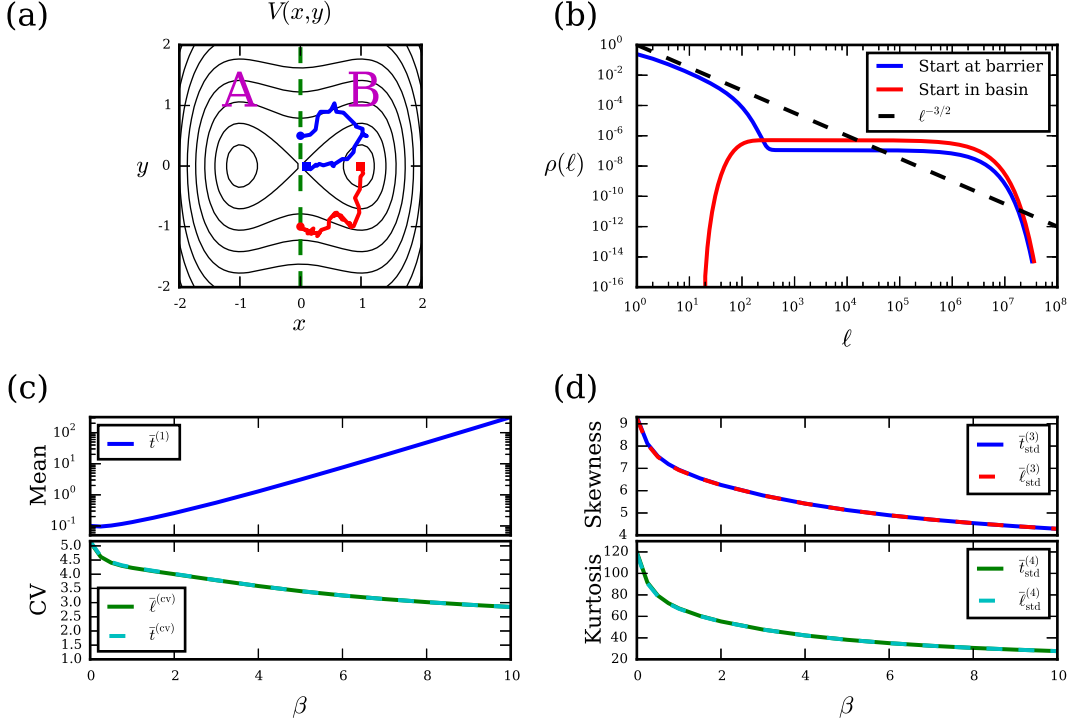 (a)
V(x,y)
A
B
2
1
y
0
-1
-2
-2 -1 0 1 2
x
(b)
10^0
10^-2
10^-4
10^-6
ρ(ℓ)
10^-8
10^-10
10^-12
10^-14
10^-16
Start at barrier
Start in basin
ℓ^{-3/2}
10^0 10^1 10^2 10^3 10^4 10^5 10^6 10^7 10^8
ℓ
(c)
Mean
10^2
10^1
10^0
10^-1
t̄^(1)
CV
5.0
4.5
4.0
3.5
3.0
2.5
2.0
1.5
1.0
ℓ̄^(cv)
t̄^(cv)
0 2 4 6 8 10
β
(d)
Skewness
9
8
7
6
5
4
t̄_std^(3)
ℓ̄_std^(3)
Kurtosis
120
100
80
60
40
20
t̄_std^(4)
ℓ̄_std^(4)
0 2 4 6 8 10
β